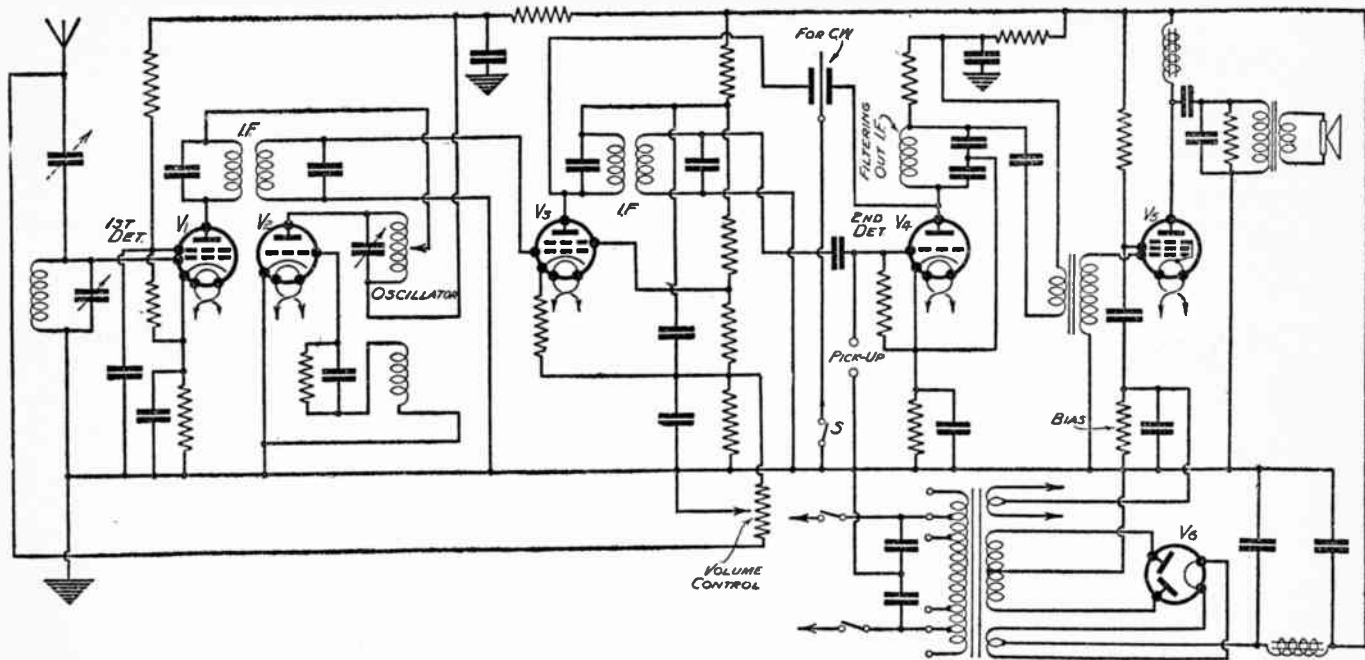 FOR C.W.
I.F.
I.F
FILTERING
OUT I.F.
1ST
DET.
V1
V2
V3
2ND
DET
V4
V5
OSCILLATOR
PICK-UP
S
BIAS
VOLUME
CONTROL
V6